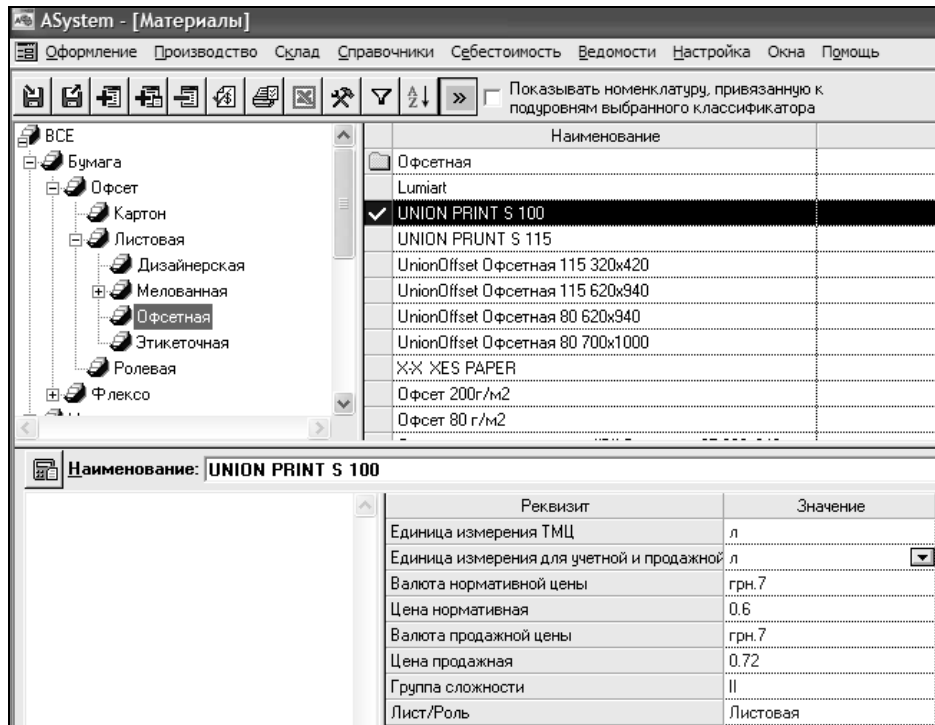 ASystem - [Материалы]
Оформление Производство Склад Справочники Себестоимость Ведомости Настройка Окна Помощь
Показывать номенклатуру, привязанную к
подуровням выбранного классификатора
ВСЕ
Бумага
Офсет
Картон
Листовая
Дизайнерская
Мелованная
Офсетная
Этикеточная
Ролевая
Флексо
Наименование
Офсетная
Lumiart
UNION PRINT S 100
UNION PRUNT S 115
UnionOffset Офсетная 115 320x420
UnionOffset Офсетная 115 620x940
UnionOffset Офсетная 80 620x940
UnionOffset Офсетная 80 700x1000
X-X XES PAPER
Офсет 200г/м2
Офсет 80 г/м2
Наименование: UNION PRINT S 100
Реквизит Значение
Единица измерения ТМЦ л
Единица измерения для учетной и продажной л
Валюта нормативной цены грн.7
Цена нормативная 0.6
Валюта продажной цены грн.7
Цена продажная 0.72
Группа сложности II
Лист/Роль Листовая